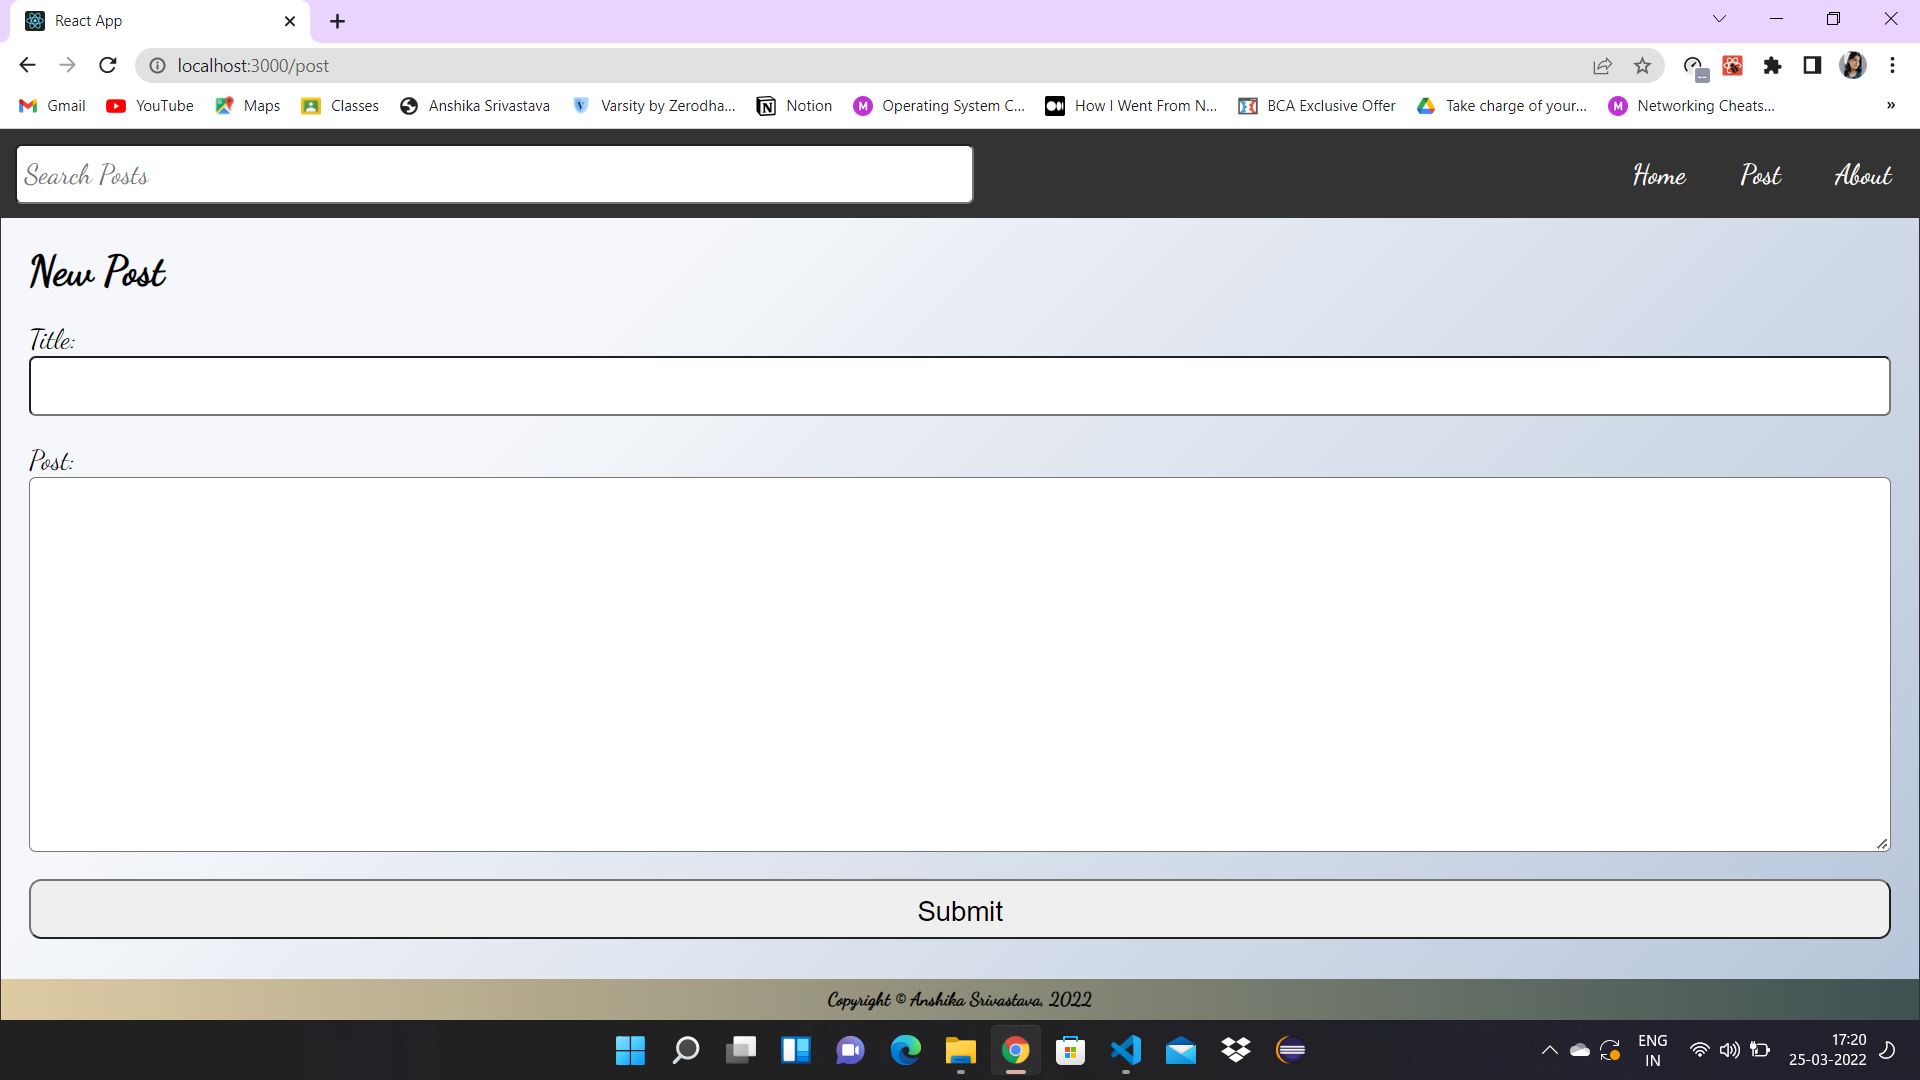 React App
localhost:3000/post
Gmail YouTube Maps Classes Anshika Srivastava Varsity by Zerodha... Notion Operating System C... How I Went From N... BCA Exclusive Offer Take charge of your... Networking Cheats... »
Search Posts Home Post About
New Post
Title:
Post:
Submit
Copyright © Anshika Srivastava, 2022
ENG 17:20
IN 25-03-2022